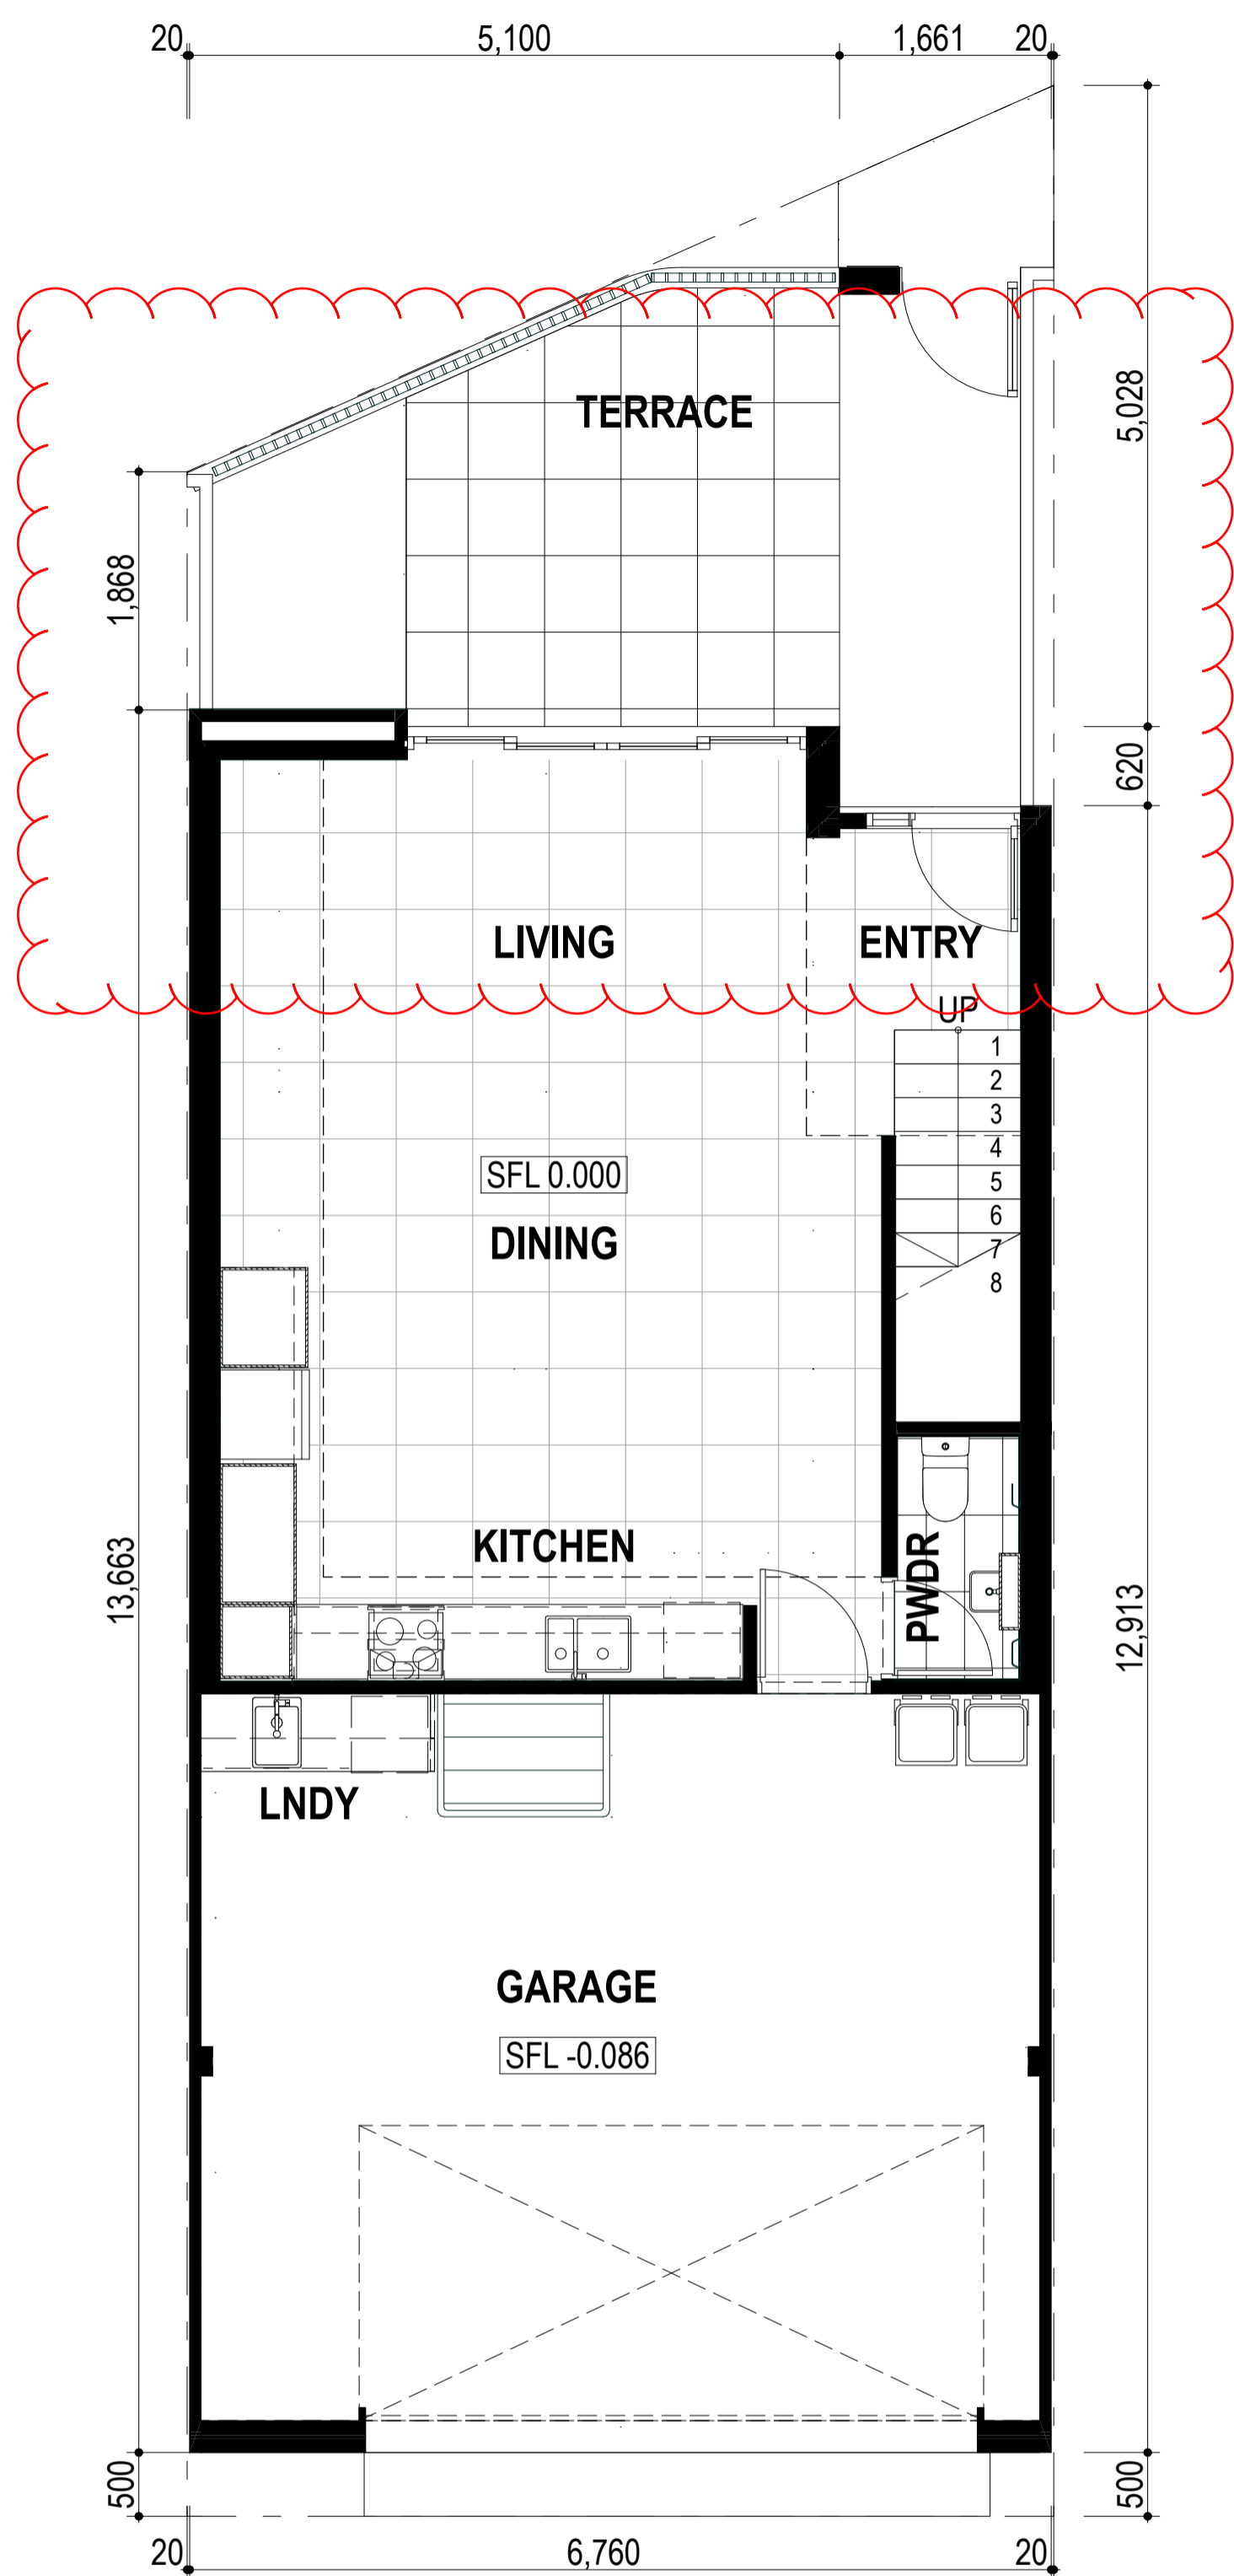 20
5,100
1,661
20
TERRACE
5,028
1,868
620
LIVING
ENTRY
UP
1
2
3
SFL 0.000
4
5
6
DINING
7
8
KITCHEN
PWDR
13,663
12,913
LNDY
GARAGE
SFL -0.086
500
500
20
6,760
20